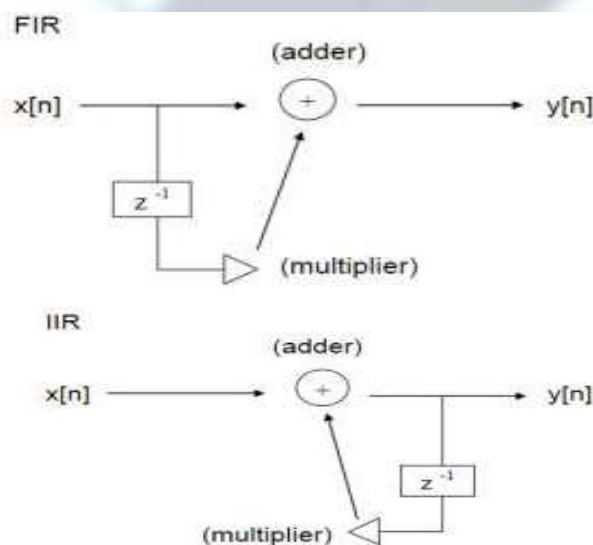 FIR
(adder)
x[n] + y[n]
z -1
(multiplier)
IIR
(adder)
x[n] + y[n]
z -1
(multiplier)